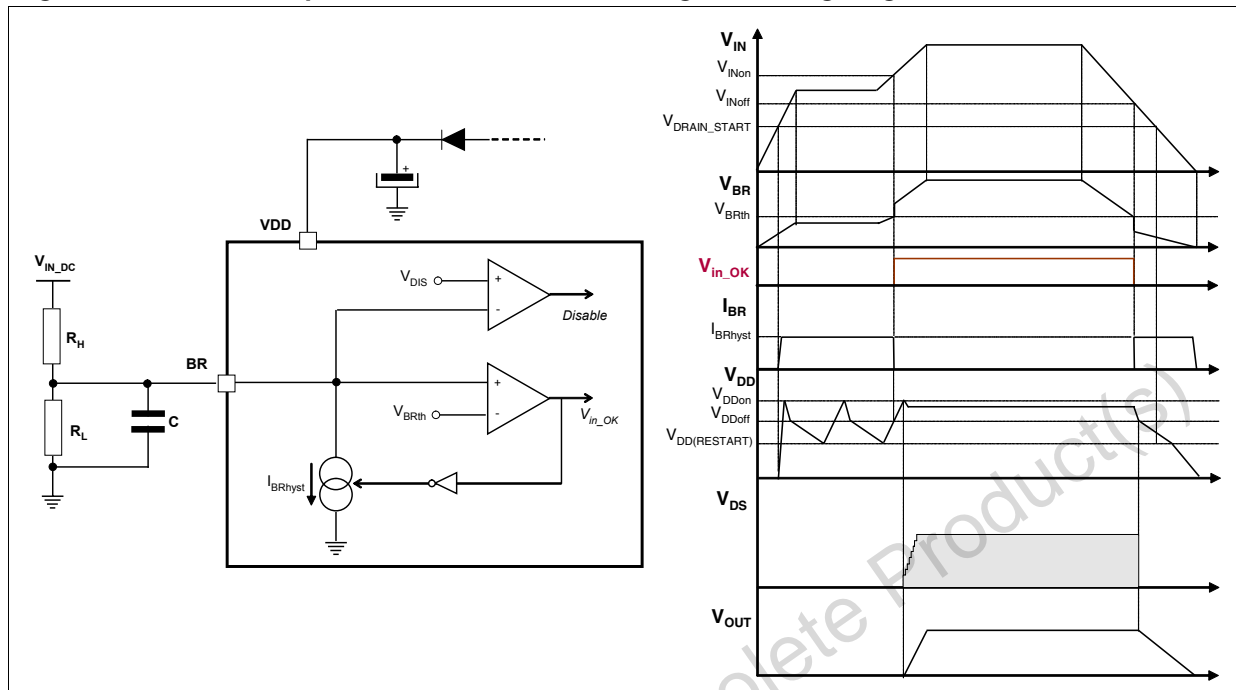 VDD
V_IN_DC
R_H
R_L
C
BR
V_DIS
+
-
Disable
+
V_BRth
-
V_in_OK
I_BRhyst
+
V_IN
V_INon
V_INoff
V_DRAIN_START
V_BR
V_BRth
V_in_OK
I_BR
I_BRhyst
V_DD
V_DDon
V_DDoff
V_DD(RESTART)
V_DS
V_OUT
olete Product(s)